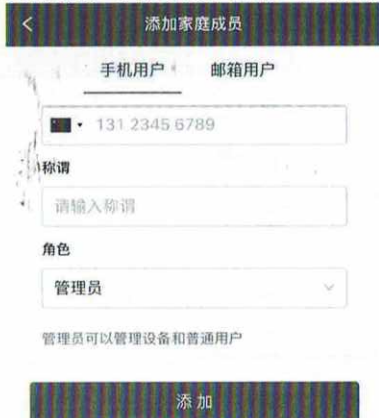 添加家庭成员
手机用户 邮箱用户
131 2345 6789
称谓
请输入称谓
角色
管理员
管理员可以管理设备和普通用户
添加